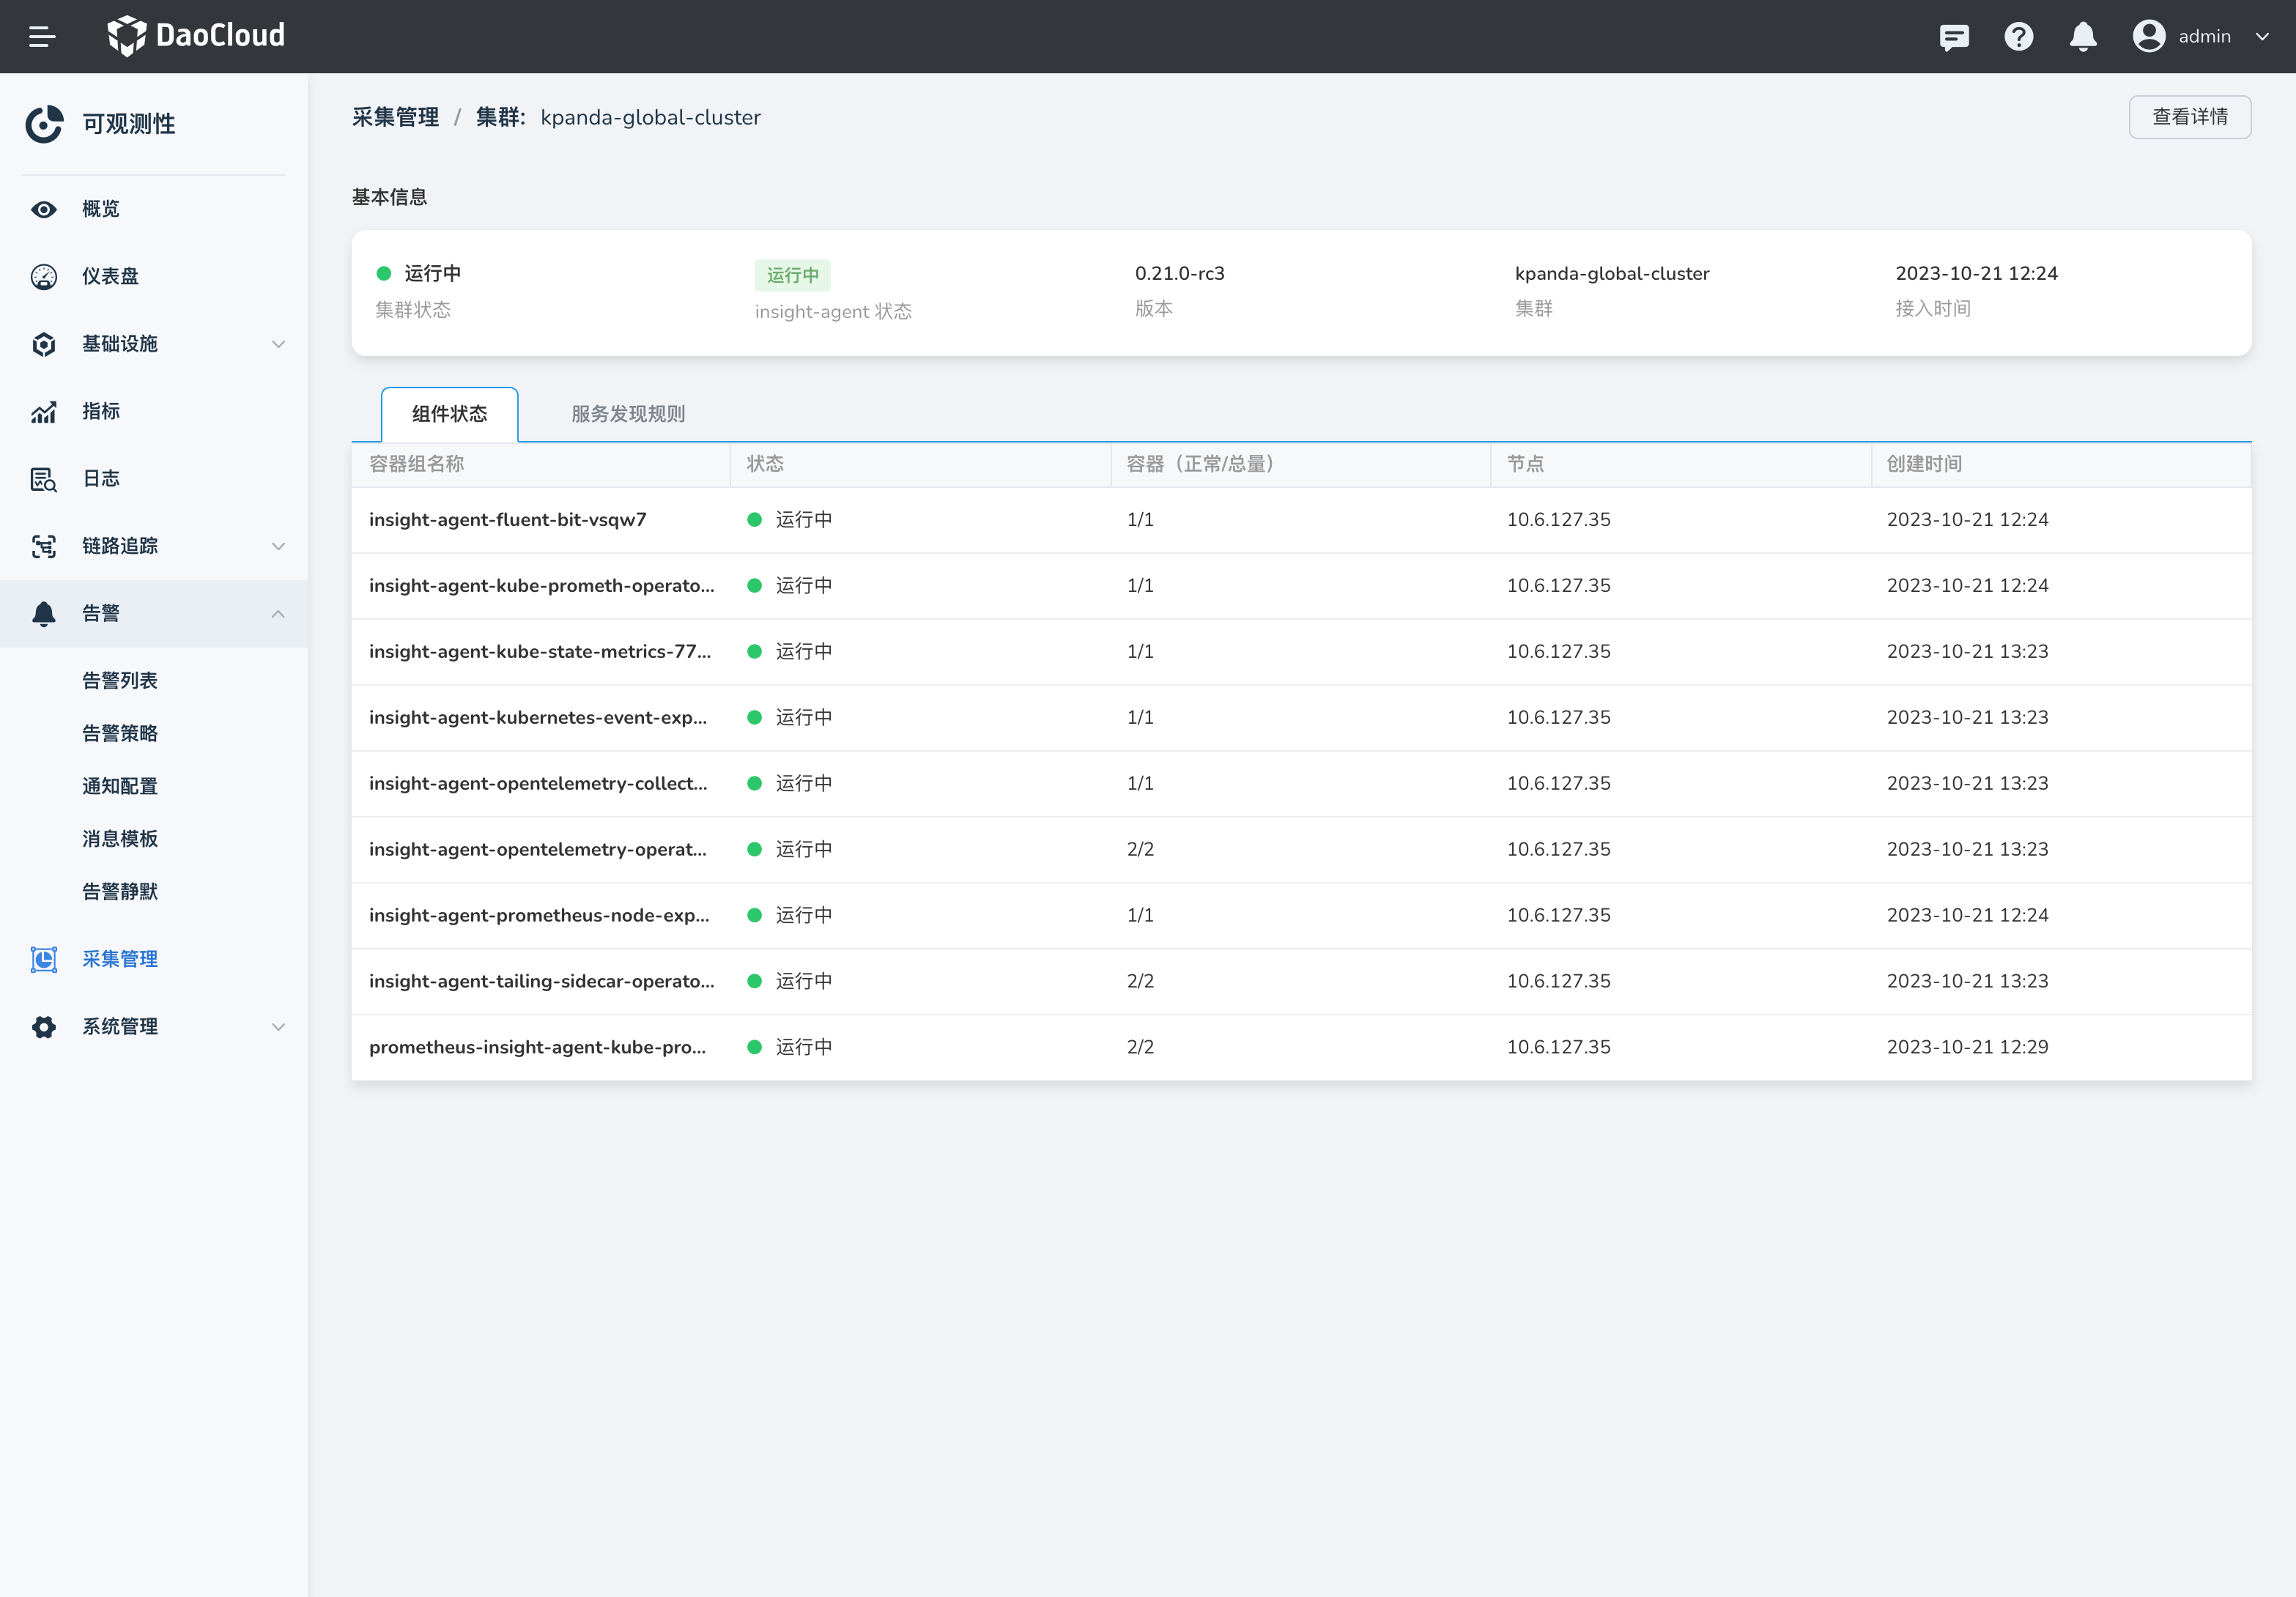 DaoCloud
admin
可观测性
概览
仪表盘
基础设施
指标
日志
链路追踪
告警
告警列表
告警策略
通知配置
消息模板
告警静默
采集管理
系统管理
采集管理 / 集群: kpanda-global-cluster
查看详情
基本信息
运行中 运行中 0.21.0-rc3 kpanda-global-cluster 2023-10-21 12:24
集群状态 insight-agent 状态 版本 集群 接入时间
组件状态 服务发现规则
容器组名称 状态 容器（正常/总量） 节点 创建时间
insight-agent-fluent-bit-vsqw7 运行中 1/1 10.6.127.35 2023-10-21 12:24
insight-agent-kube-prometh-operato... 运行中 1/1 10.6.127.35 2023-10-21 12:24
insight-agent-kube-state-metrics-77... 运行中 1/1 10.6.127.35 2023-10-21 13:23
insight-agent-kubernetes-event-exp... 运行中 1/1 10.6.127.35 2023-10-21 13:23
insight-agent-opentelemetry-collect... 运行中 1/1 10.6.127.35 2023-10-21 13:23
insight-agent-opentelemetry-operat... 运行中 2/2 10.6.127.35 2023-10-21 13:23
insight-agent-prometheus-node-exp... 运行中 1/1 10.6.127.35 2023-10-21 12:24
insight-agent-tailing-sidecar-operato... 运行中 2/2 10.6.127.35 2023-10-21 13:23
prometheus-insight-agent-kube-pro... 运行中 2/2 10.6.127.35 2023-10-21 12:29